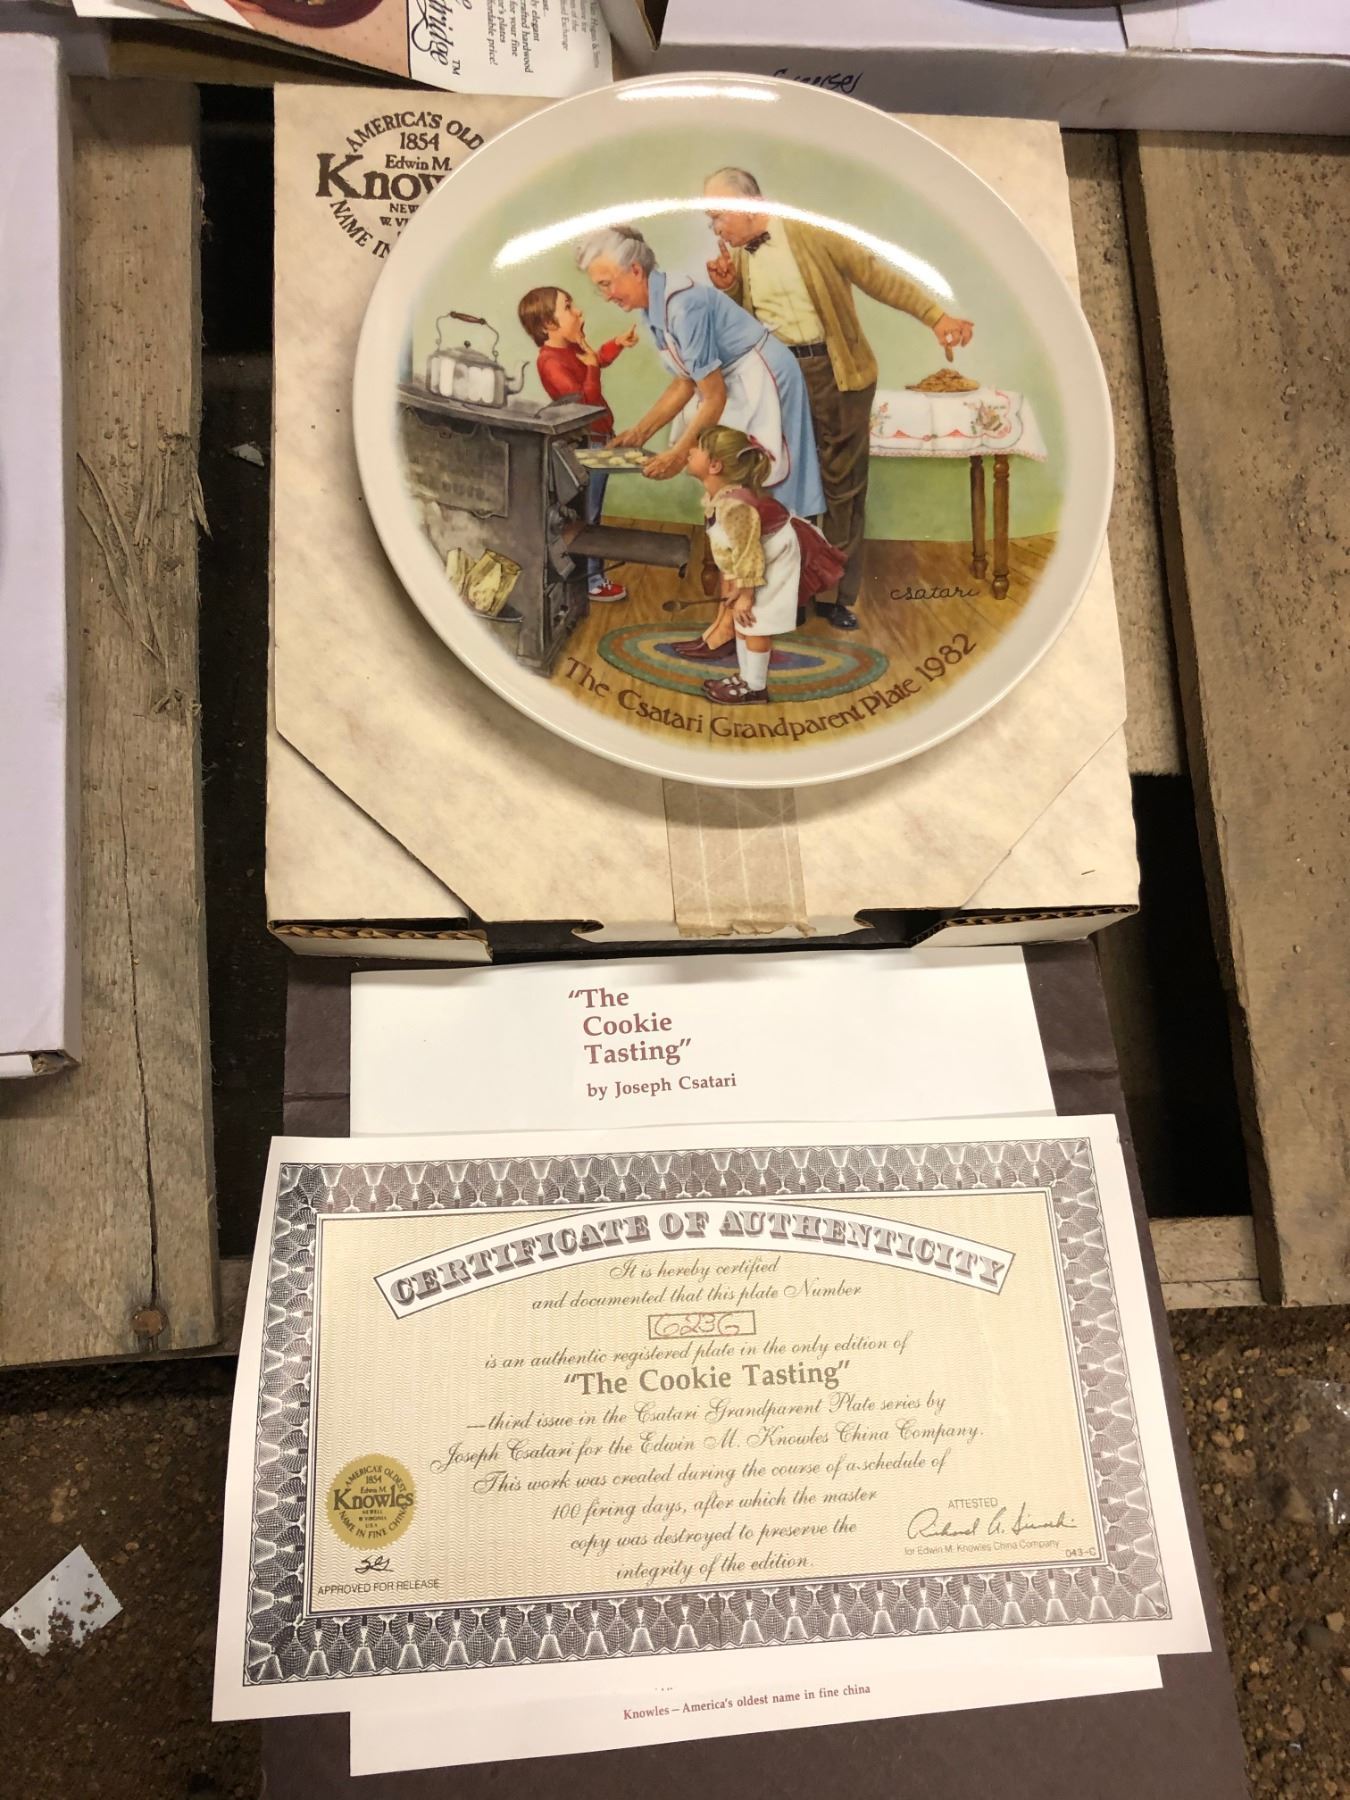 AMERICA'S OLD
1854
Edwin M.
Know
NEW
W. VI
NAME IN
csatari
The Csatari Grandparent Plate 1982
"The
Cookie
Tasting"
by Joseph Csatari
CERTIFICATE OF AUTHENTICITY
It is hereby certified
and documented that this plate Number
6236
is an authentic registered plate in the only edition of
"The Cookie Tasting"
—third issue in the Csatari Grandparent Plate series by
Joseph Csatari for the Edwin M. Knowles China Company.
This work was created during the course of a schedule of
100 firing days, after which the master
copy was destroyed to preserve the
integrity of the edition.
AMERICA'S OLDEST
1854
Edwin M.
Knowles
NEWELL
W. VIRGINIA
U.S.A.
NAME IN FINE CHINA
APPROVED FOR RELEASE
ATTESTED
for Edwin M. Knowles China Company
043-C
Knowles – America's oldest name in fine china